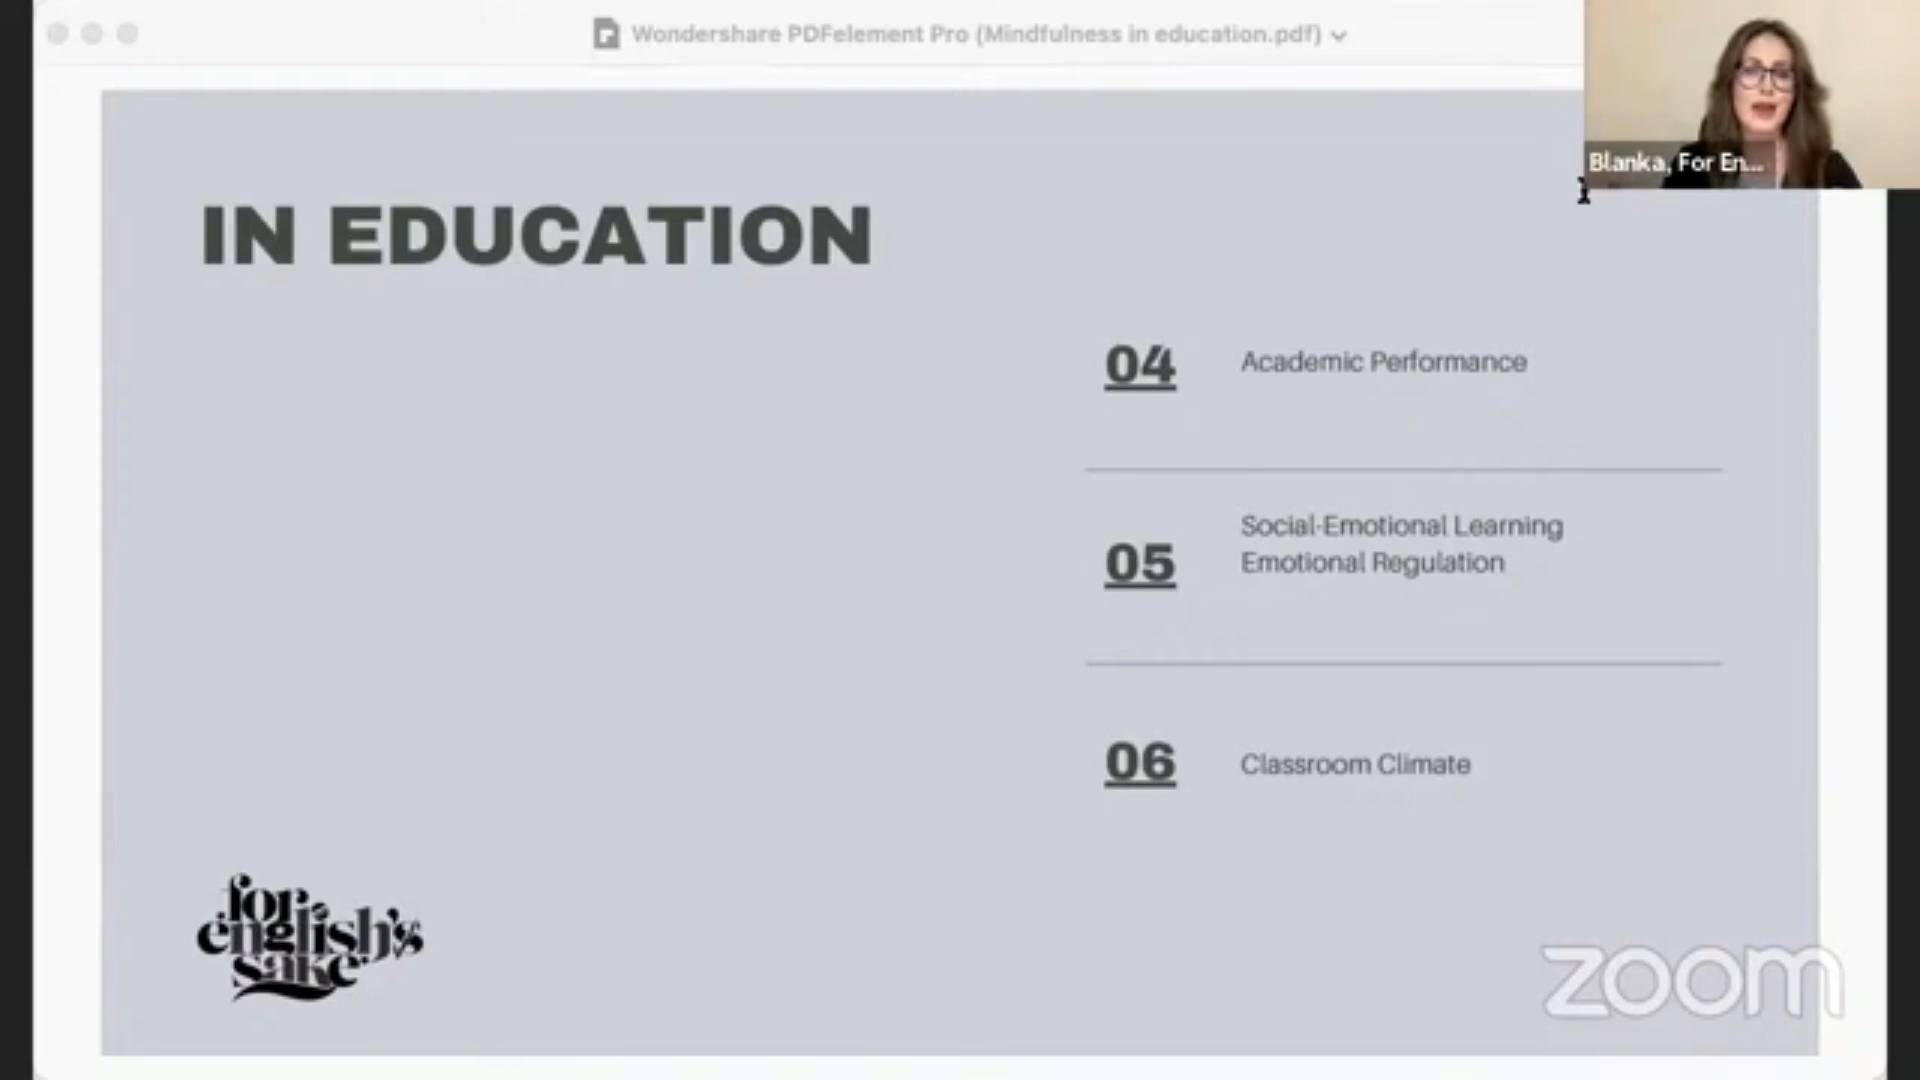 Wondershare PDFelement Pro (Mindfulness in education.pdf)
Blanka, For En...
IN EDUCATION
04 Academic Performance
05 Social-Emotional Learning
Emotional Regulation
06 Classroom Climate
for
english's
sake
zoom